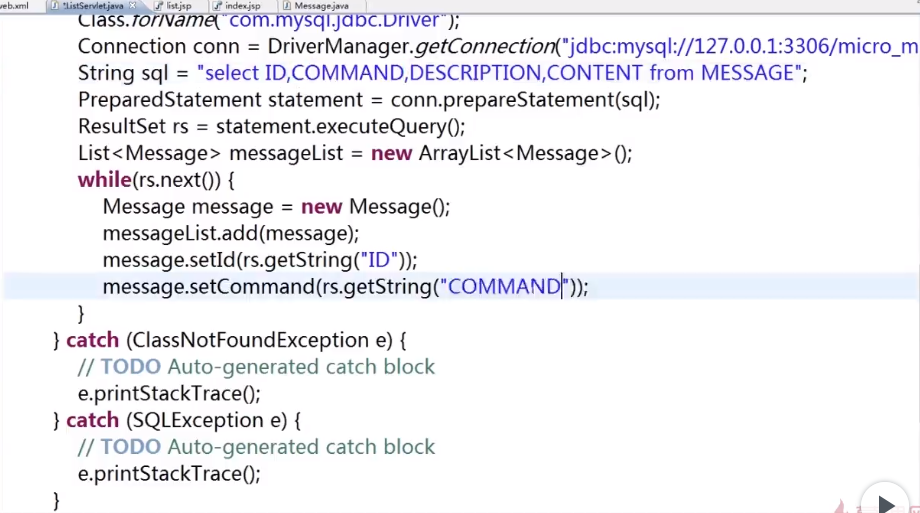 web.xml *ListServlet.java list.jsp index.jsp Message.java
Class.forName("com.mysql.jdbc.Driver");
Connection conn = DriverManager.getConnection("jdbc:mysql://127.0.0.1:3306/micro_m
String sql = "select ID,COMMAND,DESCRIPTION,CONTENT from MESSAGE";
PreparedStatement statement = conn.prepareStatement(sql);
ResultSet rs = statement.executeQuery();
List<Message> messageList = new ArrayList<Message>();
while(rs.next()) {
Message message = new Message();
messageList.add(message);
message.setId(rs.getString("ID"));
message.setCommand(rs.getString("COMMAND"));
}
} catch (ClassNotFoundException e) {
// TODO Auto-generated catch block
e.printStackTrace();
} catch (SQLException e) {
// TODO Auto-generated catch block
e.printStackTrace();
}